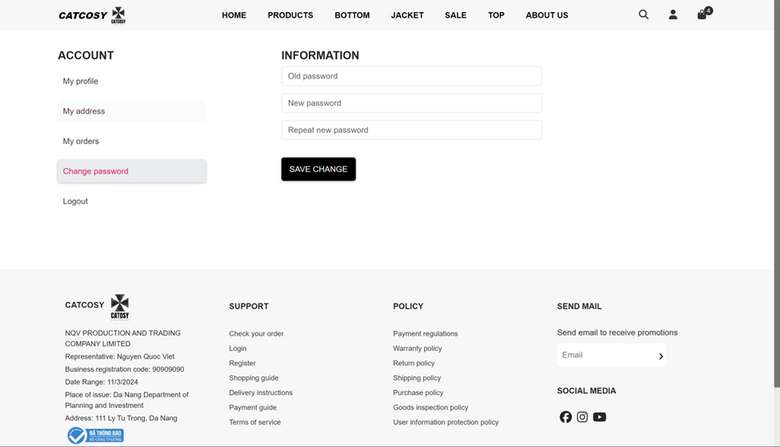 CATCOSY CATCOSY HOME PRODUCTS BOTTOM JACKET SALE TOP ABOUT US 4
ACCOUNT
My profile
My address
My orders
Change password
Logout
INFORMATION
Old password
New password
Repeat new password
SAVE CHANGE
CATCOSY CATCOSY
NQV PRODUCTION AND TRADING
COMPANY LIMITED
Representative: Nguyen Quoc Viet
Business registration code: 90909090
Date Range: 11/3/2024
Place of issue: Da Nang Department of
Planning and Investment
Address: 111 Ly Tu Trong, Da Nang
ĐÃ THÔNG BÁO
BỘ CÔNG THƯƠNG
SUPPORT
Check your order
Login
Register
Shopping guide
Delivery instructions
Payment guide
Terms of service
POLICY
Payment regulations
Warranty policy
Return policy
Shipping policy
Purchase policy
Goods inspection policy
User information protection policy
SEND MAIL
Send email to receive promotions
Email
SOCIAL MEDIA